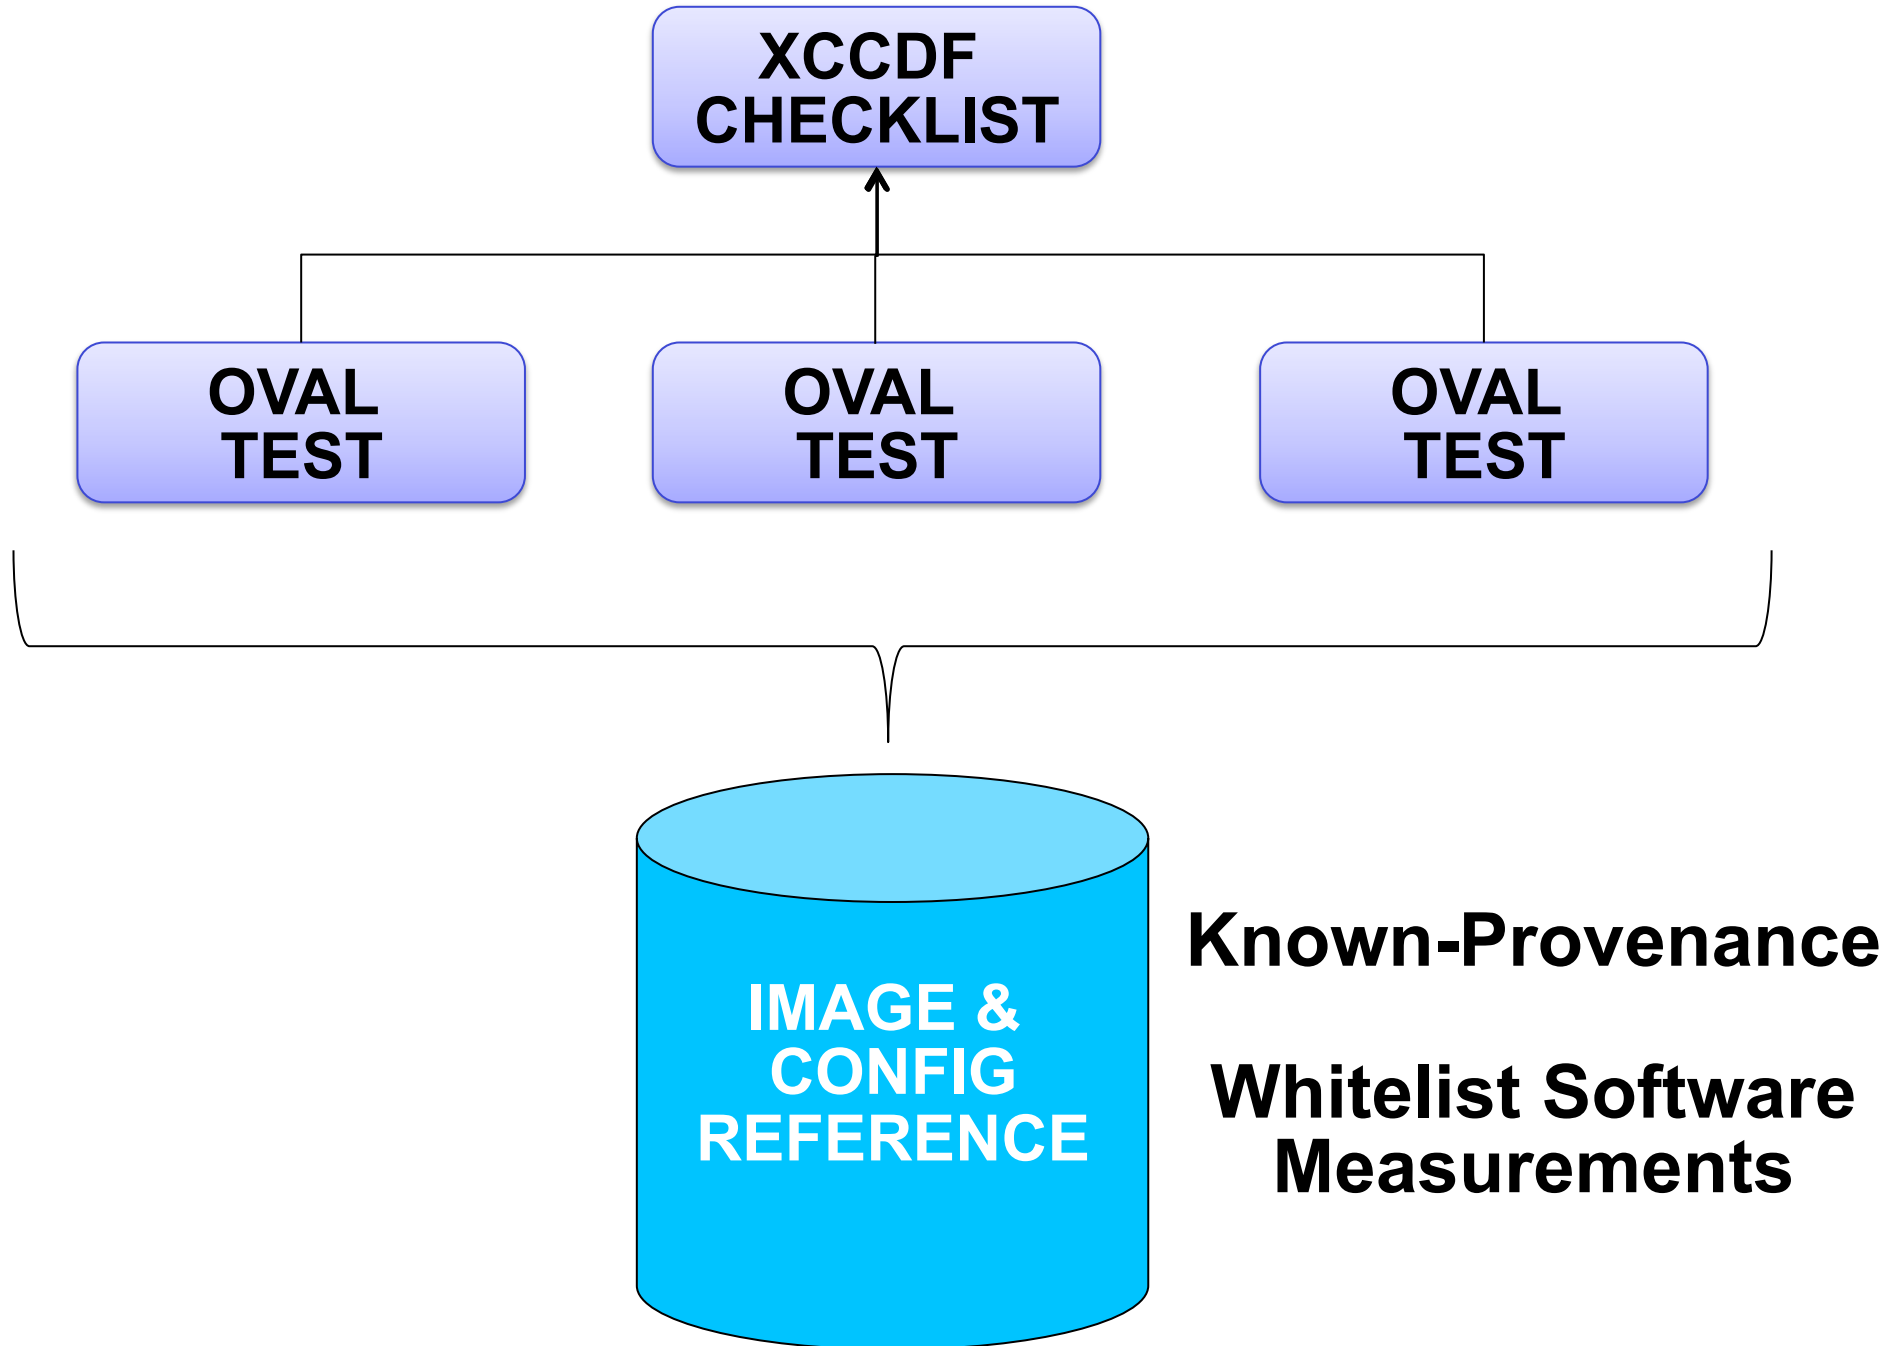 XCCDF
CHECKLIST
OVAL
TEST
OVAL
TEST
OVAL
TEST
IMAGE &
CONFIG
REFERENCE
Known-Provenance
Whitelist Software
Measurements